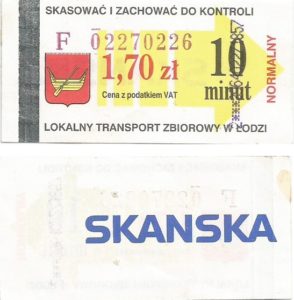 SKASOWAĆ I ZACHOWAĆ DO KONTROLI
F 02270226
1,70 zł
Cena z podatkiem VAT
10
minut
NORMALNY
LOKALNY TRANSPORT ZBIOROWY W ŁODZI
SKANSKA